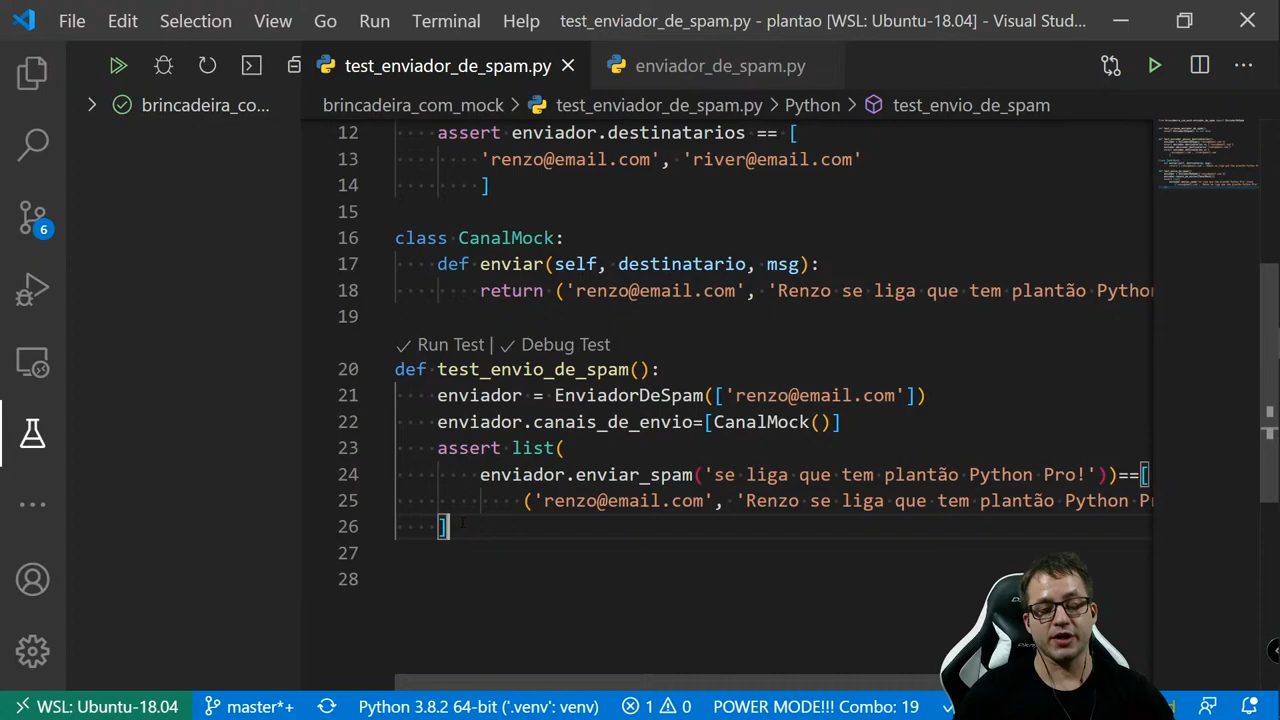 File Edit Selection View Go Run Terminal Help test_enviador_de_spam.py - plantao [WSL: Ubuntu-18.04] - Visual Stud...
test_enviador_de_spam.py enviador_de_spam.py
brincadeira_co...
brincadeira_com_mock > test_enviador_de_spam.py > Python > test_envio_de_spam
12 assert enviador.destinatarios == [
13 'renzo@email.com', 'river@email.com'
14 ]
15
16 class CanalMock:
17 def enviar(self, destinatario, msg):
18 return ('renzo@email.com', 'Renzo se liga que tem plantão Python
19
Run Test | Debug Test
20 def test_envio_de_spam():
21 enviador = EnviadorDeSpam(['renzo@email.com'])
22 enviador.canais_de_envio=[CanalMock()]
23 assert list(
24 enviador.enviar_spam('se liga que tem plantão Python Pro!'))==[
25 ('renzo@email.com', 'Renzo se liga que tem plantão Python Pr
26 ]
27
28
6
WSL: Ubuntu-18.04 master*+ Python 3.8.2 64-bit ('.venv': venv) 1 0 POWER MODE!!! Combo: 19